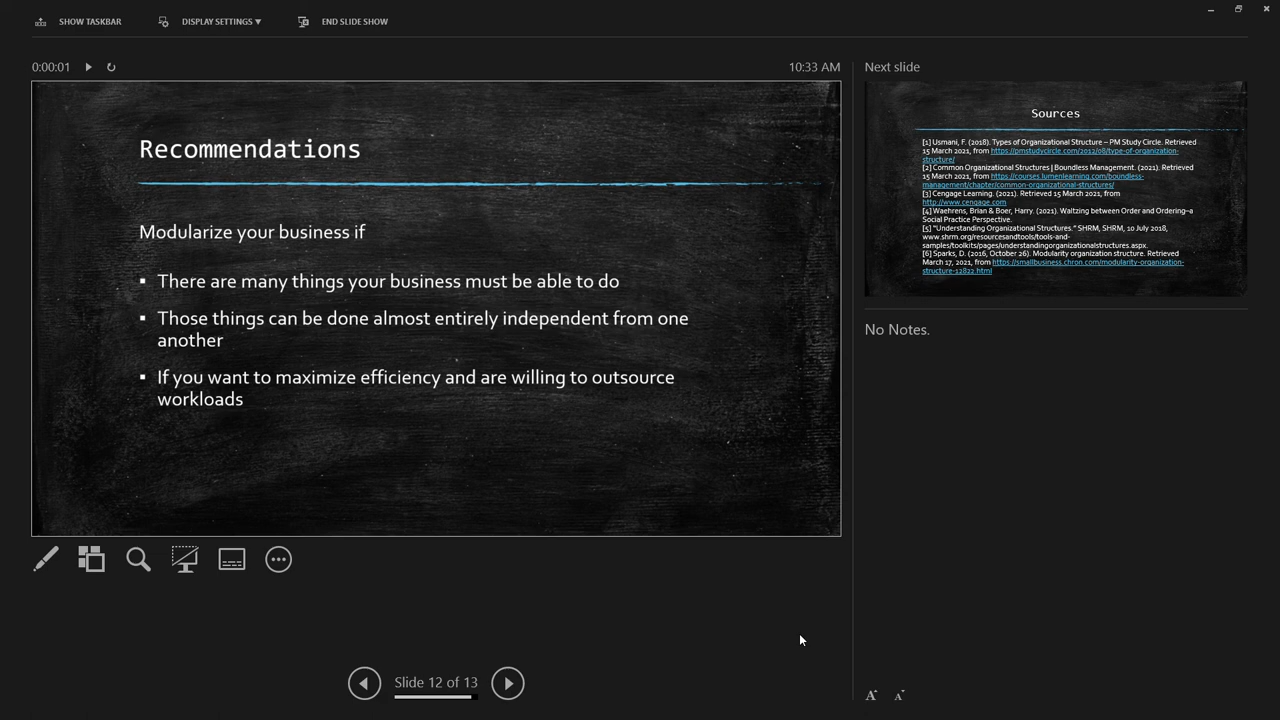 SHOW TASKBAR
DISPLAY SETTINGS ▾
END SLIDE SHOW
0:00:01
10:33 AM
Recommendations
Modularize your business if
▪ There are many things your business must be able to do
▪ Those things can be done almost entirely independent from one
another
▪ If you want to maximize efficiency and are willing to outsource
workloads
Slide 12 of 13
Next slide
Sources
[1] Usmani, F. (2018). Types of Organizational Structure – PM Study Circle. Retrieved
15 March 2021, from https://pmstudycircle.com/2012/08/type-of-organization-
structure/
[2] Common Organizational Structures | Boundless Management. (2021). Retrieved
15 March 2021, from https://courses.lumenlearning.com/boundless-
management/chapter/common-organizational-structures/
[3] Cengage Learning. (2021). Retrieved 15 March 2021, from
http://www.cengage.com
[4] Waehrens, Brian & Boer, Harry. (2021). Waltzing between Order and Ordering–a
Social Practice Perspective.
[5] “Understanding Organizational Structures.” SHRM, SHRM, 10 July 2018,
www.shrm.org/resourcesandtools/tools-and-
samples/toolkits/pages/understandingorganizationalstructures.aspx.
[6] Sparks, D. (2016, October 26). Modularity organization structure. Retrieved
March 17, 2021, from https://smallbusiness.chron.com/modularity-organization-
structure-12822.html
No Notes.
A A